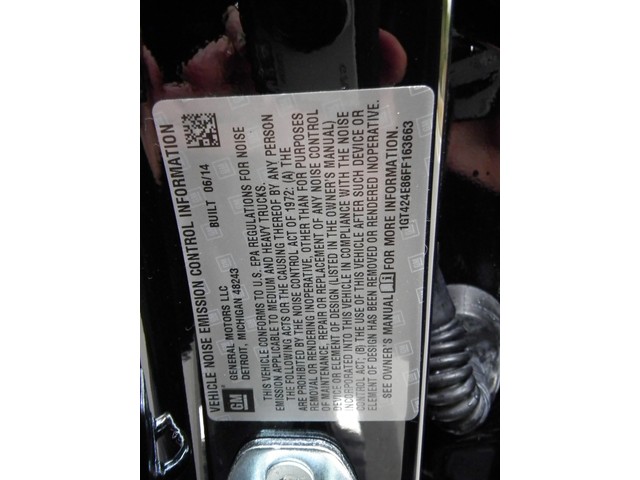 VEHICLE NOISE EMISSION CONTROL INFORMATION
GM
GENERAL MOTORS LLC
DETROIT, MICHIGAN 48243
BUILT 06/14
THIS VEHICLE CONFORMS TO U.S. EPA REGULATIONS FOR NOISE
EMISSION APPLICABLE TO MEDIUM AND HEAVY TRUCKS.
THE FOLLOWING ACTS OR THE CAUSING THEREOF BY ANY PERSON
ARE PROHIBITED BY THE NOISE CONTROL ACT OF 1972: (A) THE
REMOVAL OR RENDERING INOPERATIVE, OTHER THAN FOR PURPOSES
OF MAINTENANCE, REPAIR OR REPLACEMENT OF ANY NOISE CONTROL
DEVICE OR ELEMENT OF DESIGN (LISTED IN THE OWNER'S MANUAL)
INCORPORATED INTO THIS VEHICLE IN COMPLIANCE WITH THE NOISE
CONTROL ACT; B) THE USE OF THIS VEHICLE AFTER SUCH DEVICE OR
ELEMENT OF DESIGN HAS BEEN REMOVED OR RENDERED INOPERATIVE.
SEE OWNER'S MANUAL i FOR MORE INFORMATION.
1GT424E86FF163663